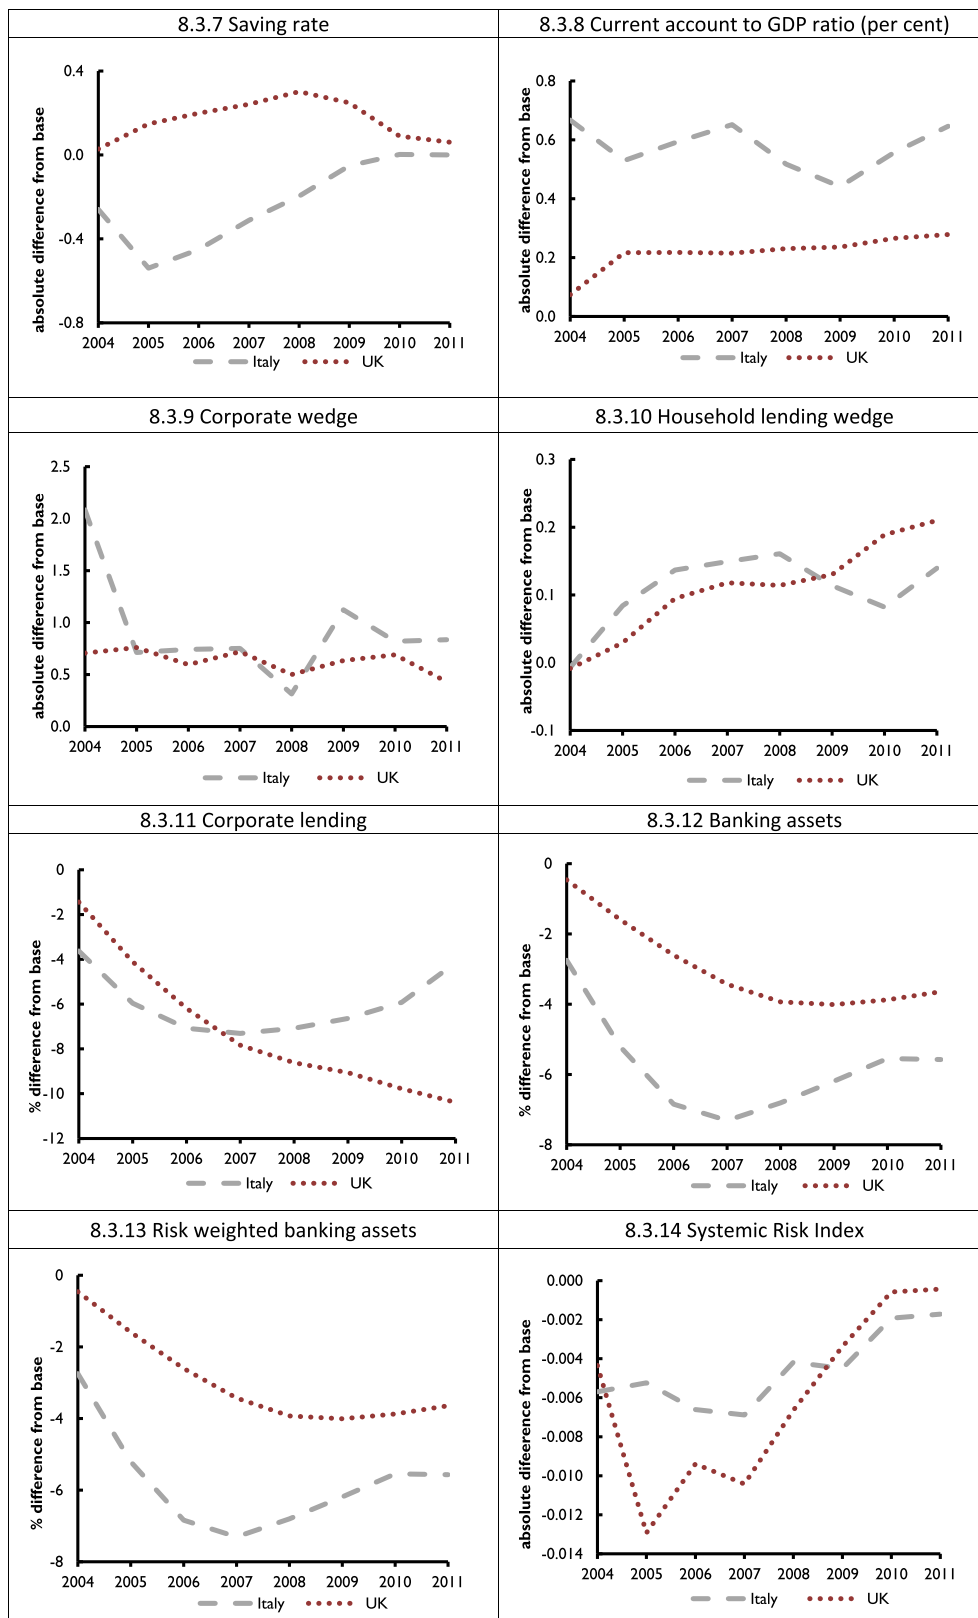 8.3.7 Saving rate
0.4
0.0
-0.4
-0.8
absolute difference from base
2004 2005 2006 2007 2008 2009 2010 2011
Italy UK
8.3.8 Current account to GDP ratio (per cent)
0.8
0.6
0.4
0.2
0.0
absolute difference from base
2004 2005 2006 2007 2008 2009 2010 2011
Italy UK
8.3.9 Corporate wedge
2.5
2.0
1.5
1.0
0.5
0.0
absolute difference from base
2004 2005 2006 2007 2008 2009 2010 2011
Italy UK
8.3.10 Household lending wedge
0.3
0.2
0.1
0.0
-0.1
absolute difference from base
2004 2005 2006 2007 2008 2009 2010 2011
Italy UK
8.3.11 Corporate lending
0
-2
-4
-6
-8
-10
-12
% difference from base
2004 2005 2006 2007 2008 2009 2010 2011
Italy UK
8.3.12 Banking assets
0
-2
-4
-6
-8
% difference from base
2004 2005 2006 2007 2008 2009 2010 2011
Italy UK
8.3.13 Risk weighted banking assets
0
-2
-4
-6
-8
% difference from base
2004 2005 2006 2007 2008 2009 2010 2011
Italy UK
8.3.14 Systemic Risk Index
0.000
-0.002
-0.004
-0.006
-0.008
-0.010
-0.012
-0.014
absolute difeerence from base
2004 2005 2006 2007 2008 2009 2010 2011
Italy UK